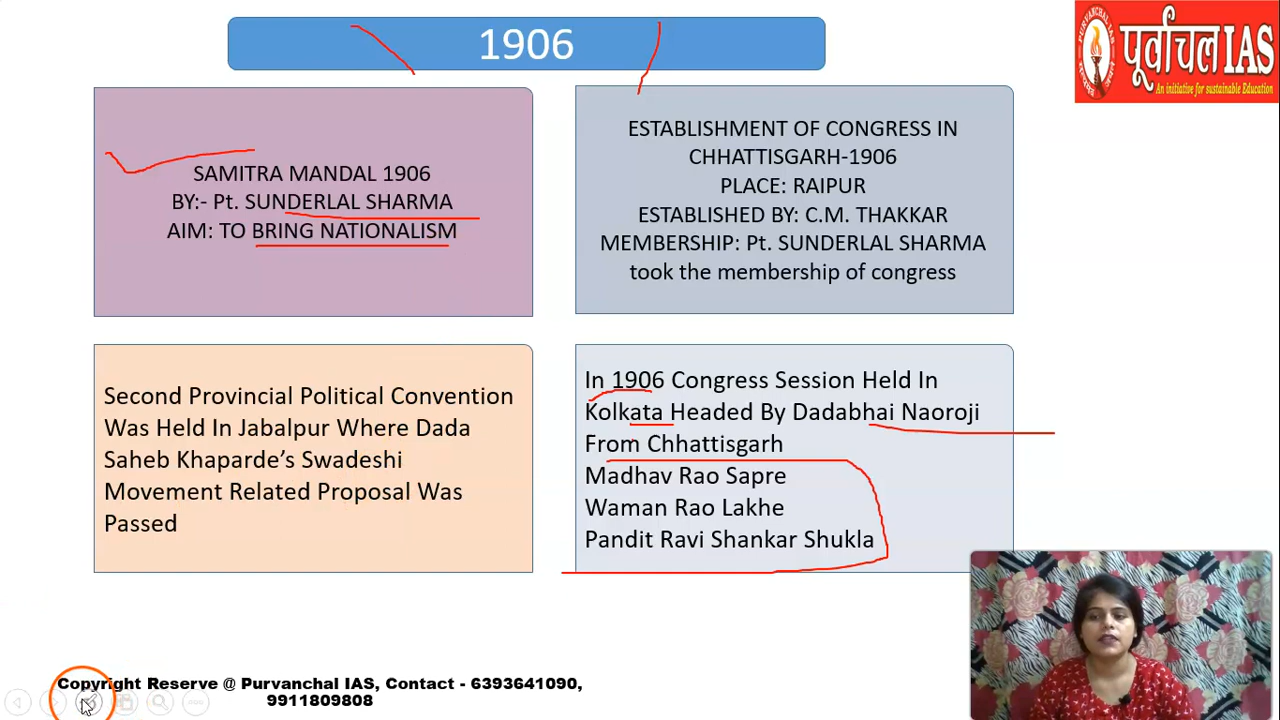 1906
पूर्वांचल IAS
An initiative for sustainable Education
SAMITRA MANDAL 1906
BY:- Pt. SUNDERLAL SHARMA
AIM: TO BRING NATIONALISM
ESTABLISHMENT OF CONGRESS IN
CHHATTISGARH-1906
PLACE: RAIPUR
ESTABLISHED BY: C.M. THAKKAR
MEMBERSHIP: Pt. SUNDERLAL SHARMA
took the membership of congress
Second Provincial Political Convention
Was Held In Jabalpur Where Dada
Saheb Khaparde’s Swadeshi
Movement Related Proposal Was
Passed
In 1906 Congress Session Held In
Kolkata Headed By Dadabhai Naoroji
From Chhattisgarh
Madhav Rao Sapre
Waman Rao Lakhe
Pandit Ravi Shankar Shukla
Copyright Reserve @ Purvanchal IAS, Contact - 6393641090,
9911809808